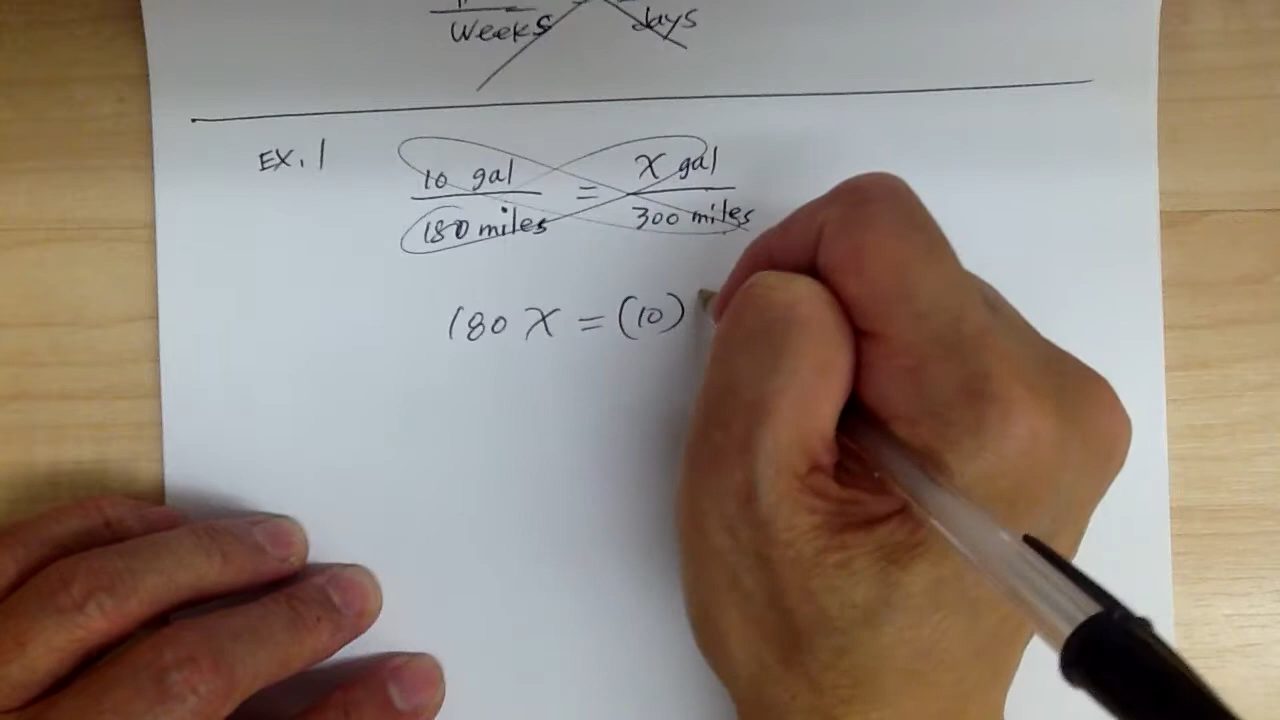 Weeks days
EX. 1
10 gal = x gal
180 miles 300 miles
180 x = (10)